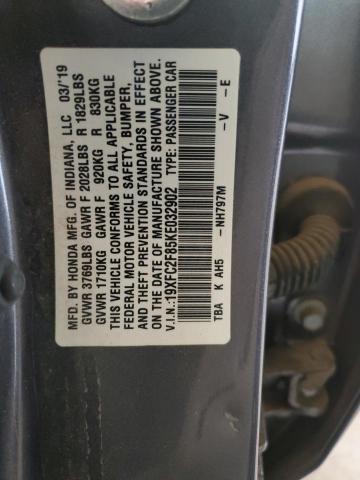 MFD. BY HONDA MFG. OF INDIANA, LLC 03/19
GVWR 3769LBS GAWR F 2028LBS R 1829LBS
GVWR 1710KG GAWR F 920KG R 830KG
THIS VEHICLE CONFORMS TO ALL APPLICABLE
FEDERAL MOTOR VEHICLE SAFETY, BUMPER,
AND THEFT PREVENTION STANDARDS IN EFFECT
ON THE DATE OF MANUFACTURE SHOWN ABOVE.
V.I.N.:19XFC2F65KE032902 TYPE: PASSENGER CAR
TBA K AH5 -NH797M -V -E